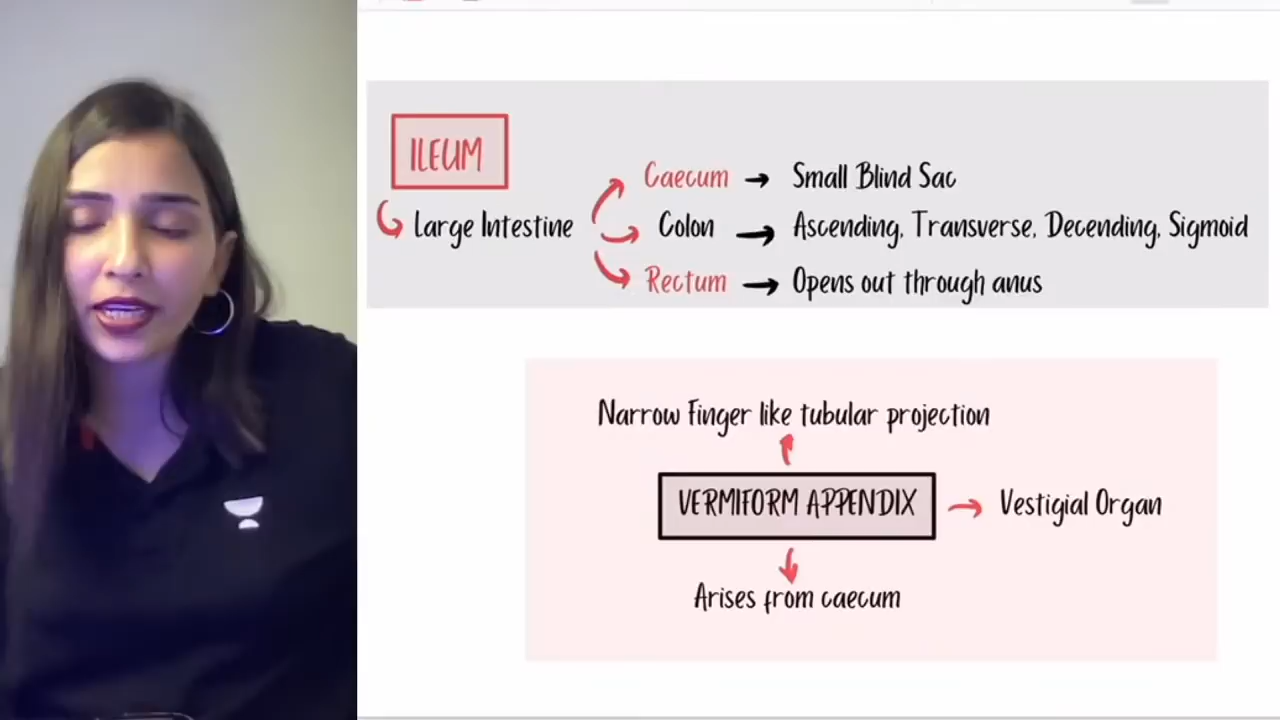 ILEUM
Large Intestine
Caecum → Small Blind Sac
Colon → Ascending, Transverse, Decending, Sigmoid
Rectum → Opens out through anus
Narrow Finger like tubular projection
VERMIFORM APPENDIX → Vestigial Organ
Arises from caecum